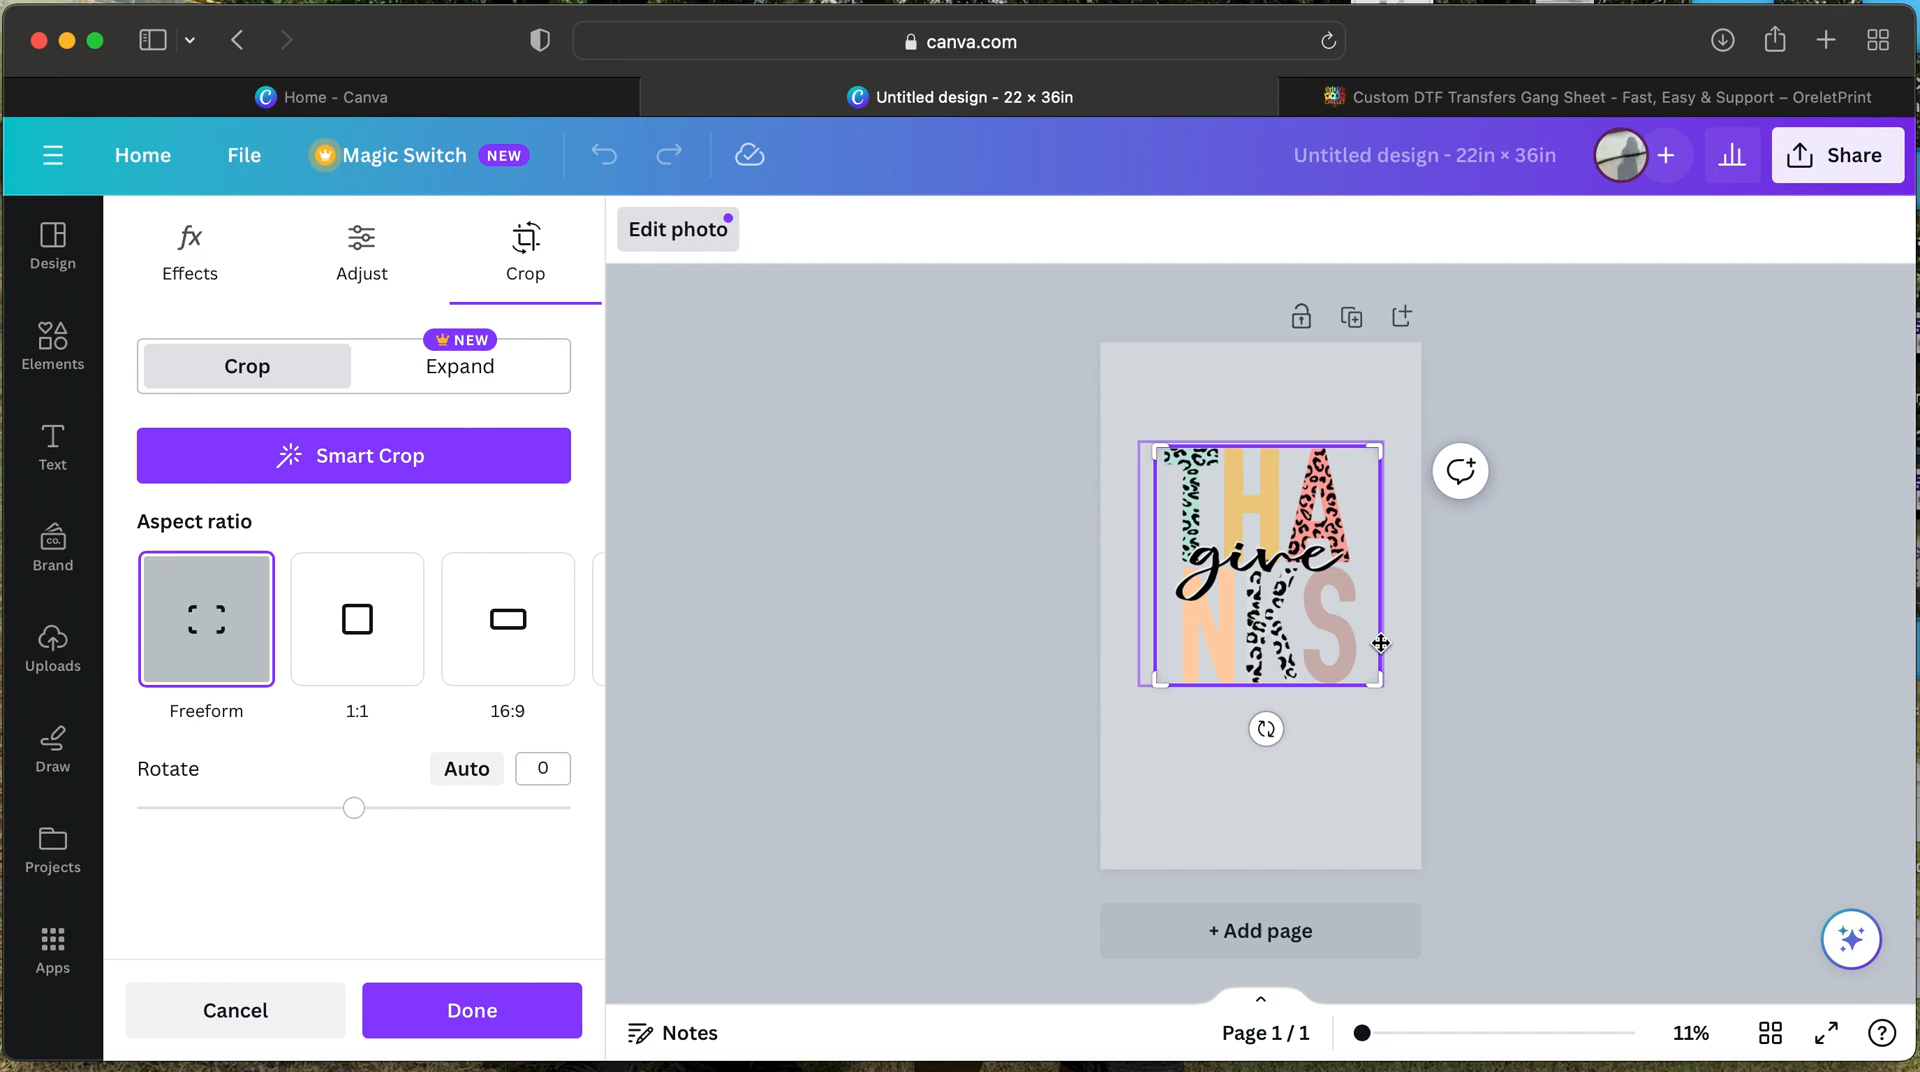 canva.com
Home - Canva
Untitled design - 22 × 36in
Custom DTF Transfers Gang Sheet - Fast, Easy & Support – OreletPrint
Home
File
Magic Switch
NEW
Untitled design - 22in × 36in
Share
Design
Elements
Text
Brand
Uploads
Draw
Projects
Apps
fx
Effects
Adjust
Crop
Edit photo
NEW
Crop
Expand
Smart Crop
Aspect ratio
Freeform
1:1
16:9
Rotate
Auto
0
Cancel
Done
THA
give
NKS
+ Add page
Notes
Page 1 / 1
11%